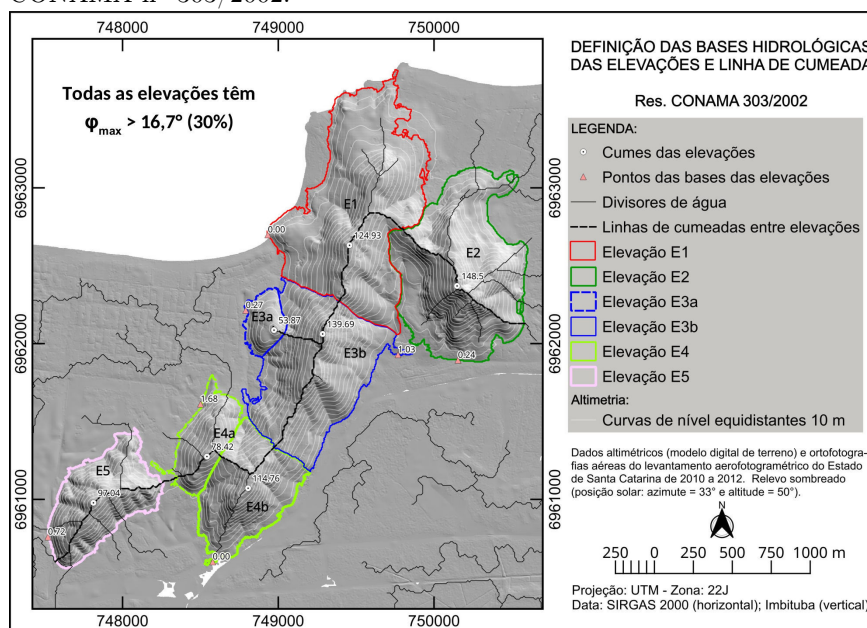 CONAMA nº 303/2002.
748000 749000 750000
Todas as elevações têm
φmax > 16,7° (30%)
6963000
6962000
6961000
E1
124.93
0.00
E2
148.5
0.27
E3a
53.87
139.69
E3b
1.03
0.24
1.68
E4a
78.42
E5
97.04
114.76
E4b
0.72
0.00
748000 749000 750000
DEFINIÇÃO DAS BASES HIDROLÓGICAS
DAS ELEVAÇÕES E LINHA DE CUMEADA
Res. CONAMA 303/2002
LEGENDA:
Cumes das elevações
Pontos das bases das elevações
Divisores de água
Linhas de cumeadas entre elevações
Elevação E1
Elevação E2
Elevação E3a
Elevação E3b
Elevação E4
Elevação E5
Altimetria:
Curvas de nível equidistantes 10 m
Dados altimétricos (modelo digital de terreno) e ortofotogra-
fias aéreas do levantamento aerofotogramétrico do Estado
de Santa Catarina de 2010 a 2012. Relevo sombreado
(posição solar: azimute = 33° e altitude = 50°).
N
250 0 250 500 750 1000 m
Projeção: UTM - Zona: 22J
Data: SIRGAS 2000 (horizontal); Imbituba (vertical)